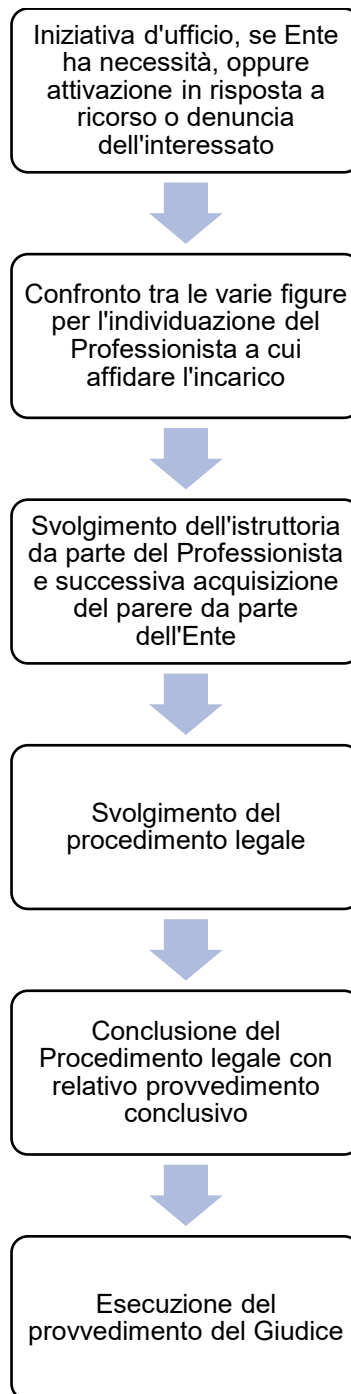 Iniziativa d'ufficio, se Ente
ha necessità, oppure
attivazione in risposta a
ricorso o denuncia
dell'interessato
Confronto tra le varie figure
per l'individuazione del
Professionista a cui
affidare l'incarico
Svolgimento dell'istruttoria
da parte del Professionista
e successiva acquisizione
del parere da parte
dell'Ente
Svolgimento del
procedimento legale
Conclusione del
Procedimento legale con
relativo provvedimento
conclusivo
Esecuzione del
provvedimento del Giudice